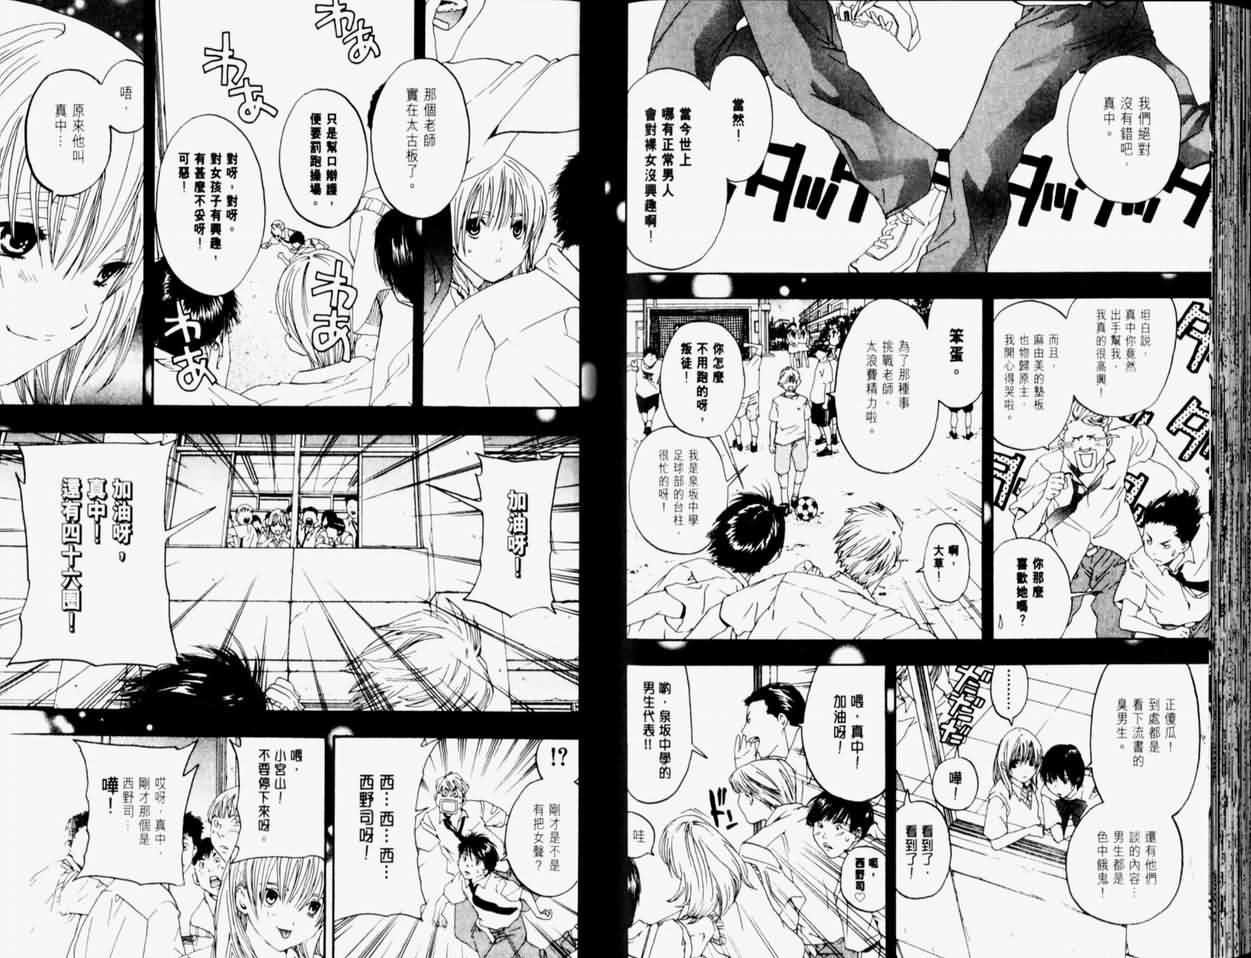 我們絕對
沒有錯吧，
真中。
當然！
當今世上
哪有正常男人
會對裸女沒興趣啊！
坦白說，
真中你竟然
出手幫我，
我真的很高興！
而且，
麻由美的墊板
也物歸原主，
我開心得哭啦。
你那麼
喜歡她嗎？
笨蛋。
為了那種事
挑戰老師，
太浪費精力啦。
啊，
大草！
你怎麼
不用跑的呀，
叛徒！
我是泉坂中學
足球部的台柱，
很忙的呀！
正傻瓜！
到處都是
看下流書的
臭男生。
還有他們
談的內容…
男生都是
色中餓鬼！
………
嘩！
看到了，
看到了！
喂，真中！
加油呀！
喲，泉坂中學的
男生代表!!
呃，
西野司♡
哇
那個老師
實在太古板了。
只是幫口辯護，
便要罰跑操場。
對呀，對呀。
對女孩子有興趣，
有甚麼不妥呀！
可惡！
わあ
わあ
わあ
わあ
唔，
原來他叫
真中…
加油呀！
加油呀，
真中！
還有四十六圈！
!?
剛才是不是
有把女聲？
西…西…西…
西野司呀！
喂，
小宮山！
不要停下來呀。
哎呀，真中，
剛才那個是
西野司…
嘩！